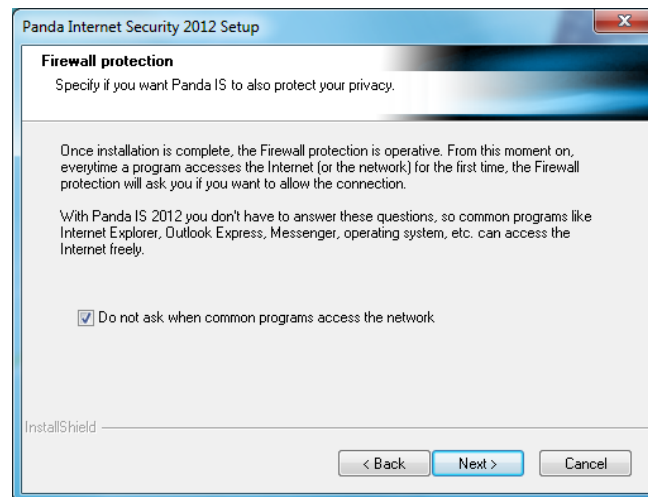 Panda Internet Security 2012 Setup
Firewall protection
Specify if you want Panda IS to also protect your privacy.
Once installation is complete, the Firewall protection is operative. From this moment on,
everytime a program accesses the Internet (or the network) for the first time, the Firewall
protection will ask you if you want to allow the connection.
With Panda IS 2012 you don't have to answer these questions, so common programs like
Internet Explorer, Outlook Express, Messenger, operating system, etc. can access the
Internet freely.
Do not ask when common programs access the network
InstallShield
< Back Next > Cancel